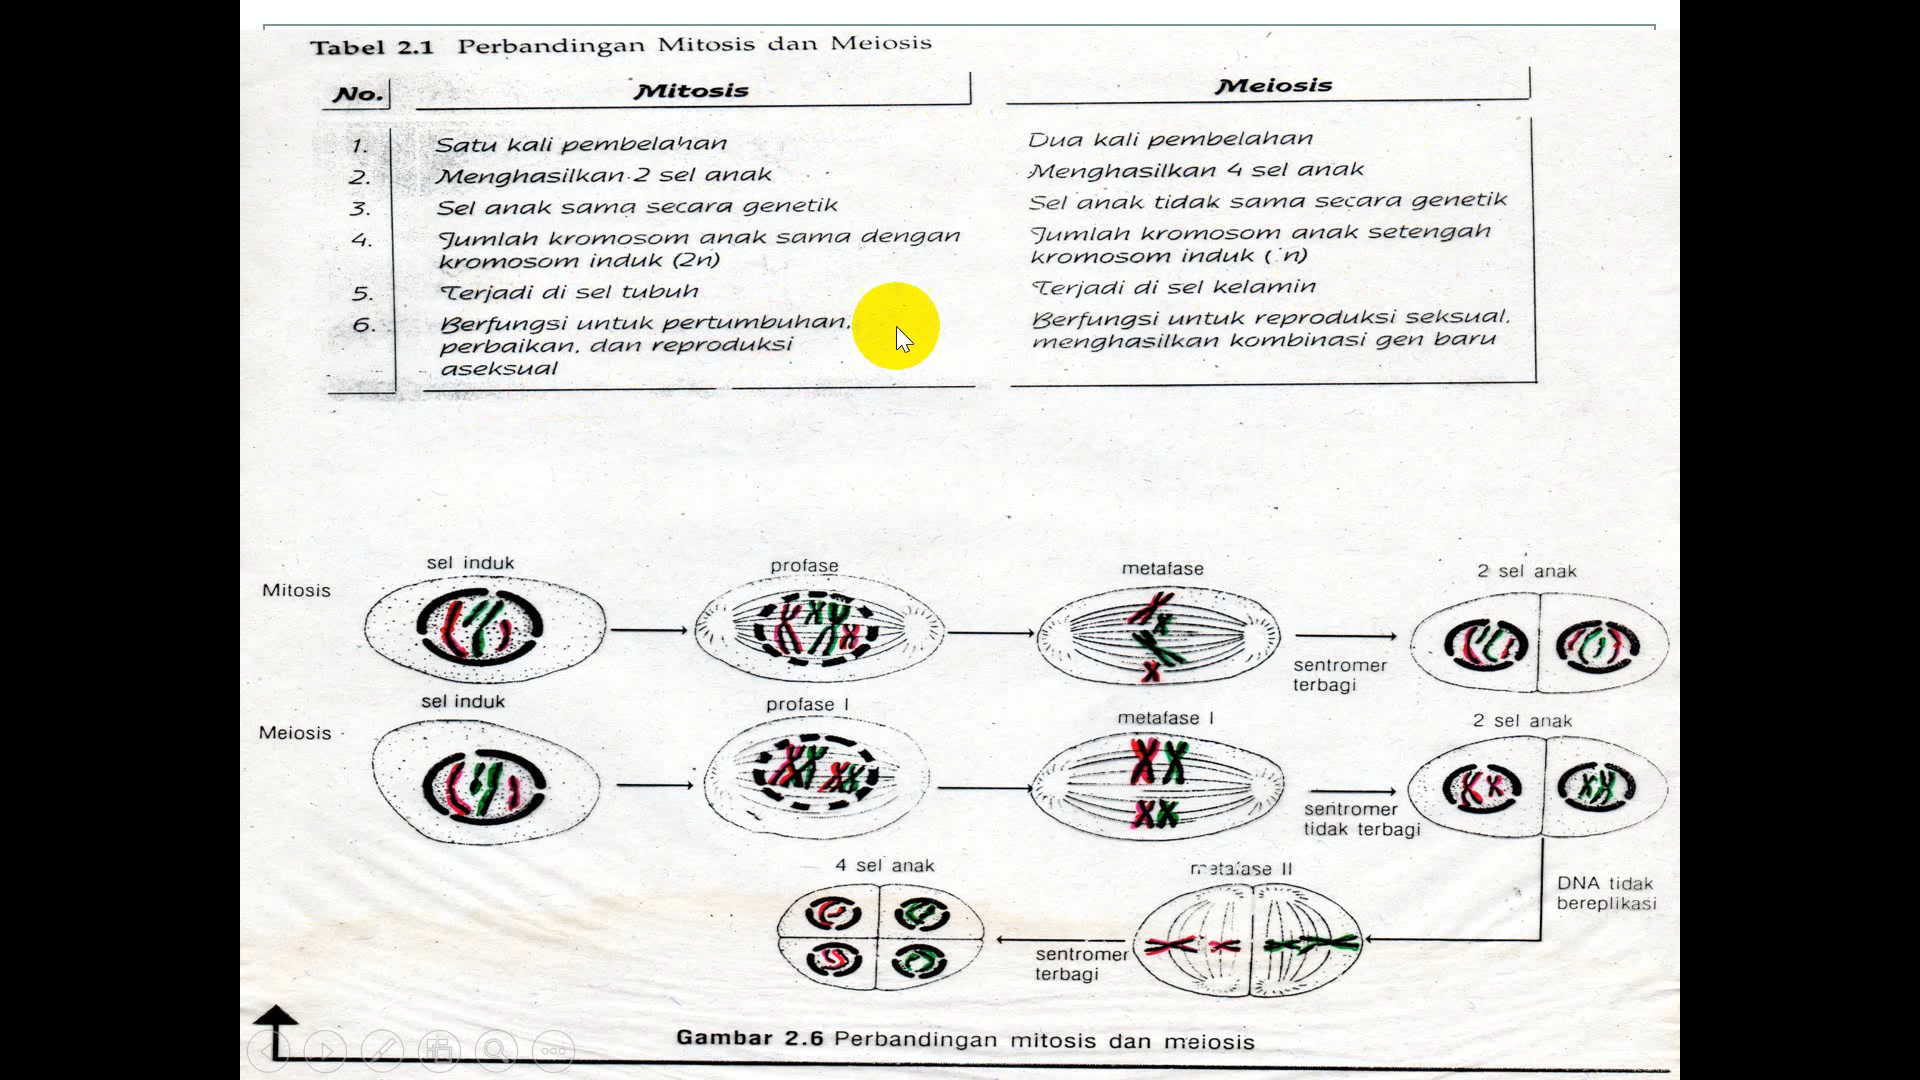 Tabel 2.1 Perbandingan Mitosis dan Meiosis
No. Mitosis Meiosis
1. Satu kali pembelahan Dua kali pembelahan
2. Menghasilkan 2 sel anak Menghasilkan 4 sel anak
3. Sel anak sama secara genetik Sel anak tidak sama secara genetik
4. Jumlah kromosom anak sama dengan Jumlah kromosom anak setengah
kromosom induk (2n) kromosom induk ( n)
5. Terjadi di sel tubuh Terjadi di sel kelamin
6. Berfungsi untuk pertumbuhan, Berfungsi untuk reproduksi seksual,
perbaikan, dan reproduksi menghasilkan kombinasi gen baru
aseksual
sel induk profase metafase 2 sel anak
Mitosis
sentromer
terbagi
sel induk profase I metafase I 2 sel anak
Meiosis
sentromer
tidak terbagi
4 sel anak metafase II
DNA tidak
bereplikasi
sentromer
terbagi
Gambar 2.6 Perbandingan mitosis dan meiosis